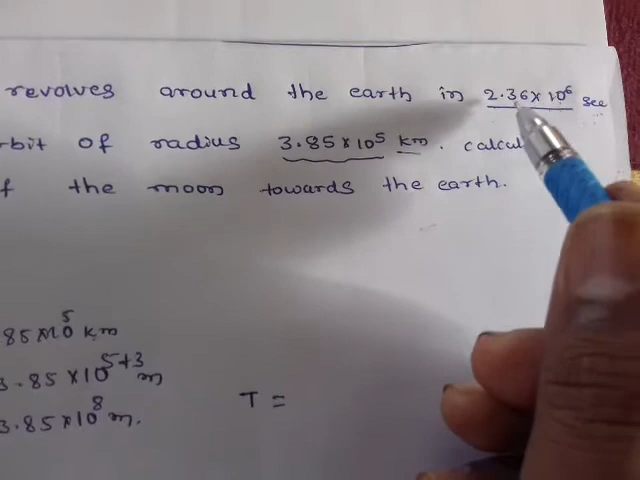 revolves around the earth in 2.36×10⁶ sec
bit of radius 3.85×10⁵ km. calcul
f the moon towards the earth.
85×10⁵ km
3.85×10⁵⁺³ m
3.85×10⁸ m.
T =